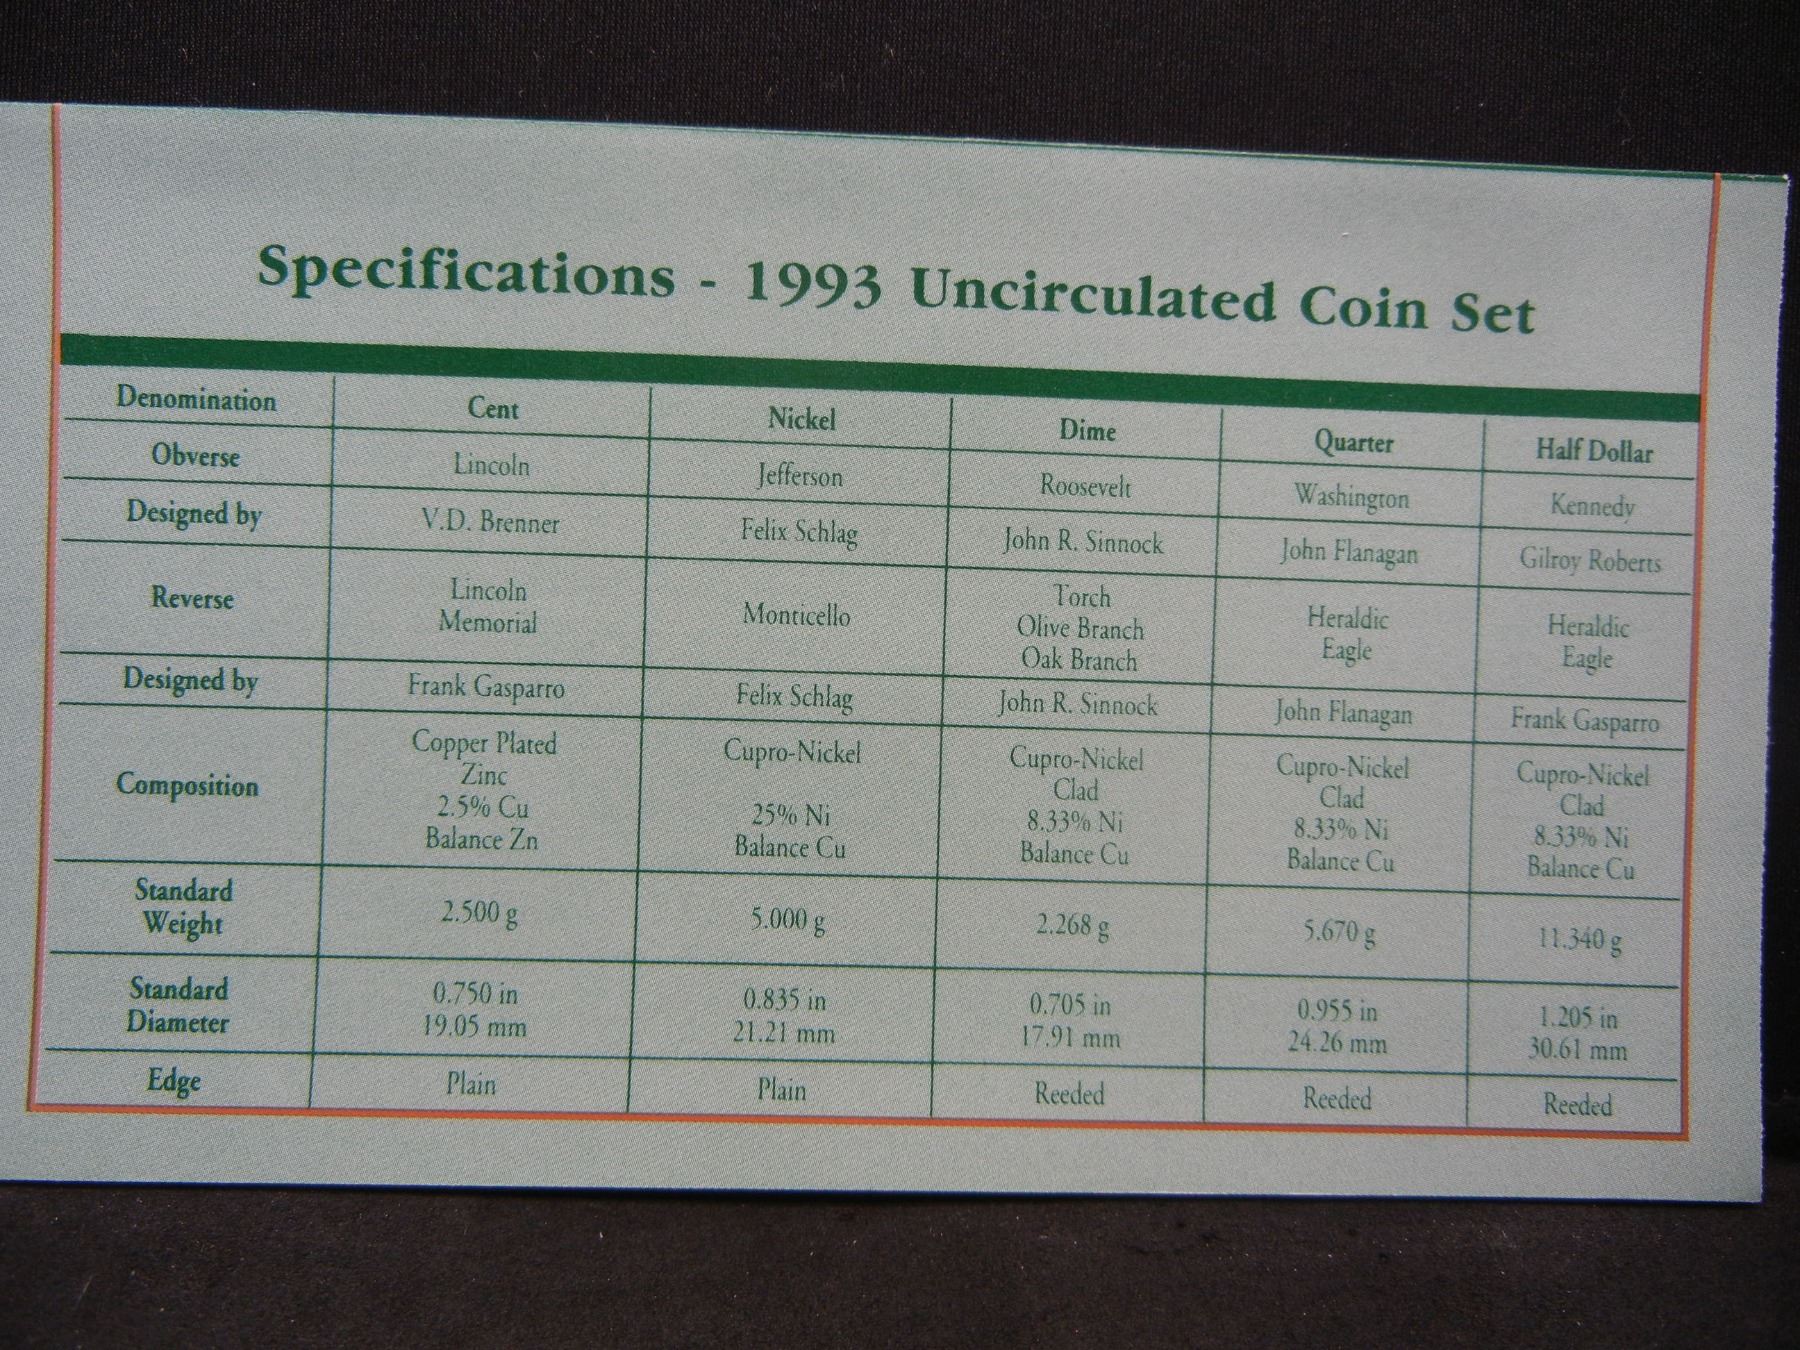 Specifications - 1993 Uncirculated Coin Set
Denomination Cent Nickel Dime Quarter Half Dollar
Obverse Lincoln Jefferson Roosevelt Washington Kennedy
Designed by V.D. Brenner Felix Schlag John R. Sinnock John Flanagan Gilroy Roberts
Reverse Lincoln Memorial Monticello Torch Olive Branch Oak Branch Heraldic Eagle Heraldic Eagle
Designed by Frank Gasparro Felix Schlag John R. Sinnock John Flanagan Frank Gasparro
Composition Copper Plated Zinc 2.5% Cu Balance Zn Cupro-Nickel 25% Ni Balance Cu Cupro-Nickel Clad 8.33% Ni Balance Cu Cupro-Nickel Clad 8.33% Ni Balance Cu Cupro-Nickel Clad 8.33% Ni Balance Cu
Standard Weight 2.500 g 5.000 g 2.268 g 5.670 g 11.340 g
Standard Diameter 0.750 in 19.05 mm 0.835 in 21.21 mm 0.705 in 17.91 mm 0.955 in 24.26 mm 1.205 in 30.61 mm
Edge Plain Plain Reeded Reeded Reeded